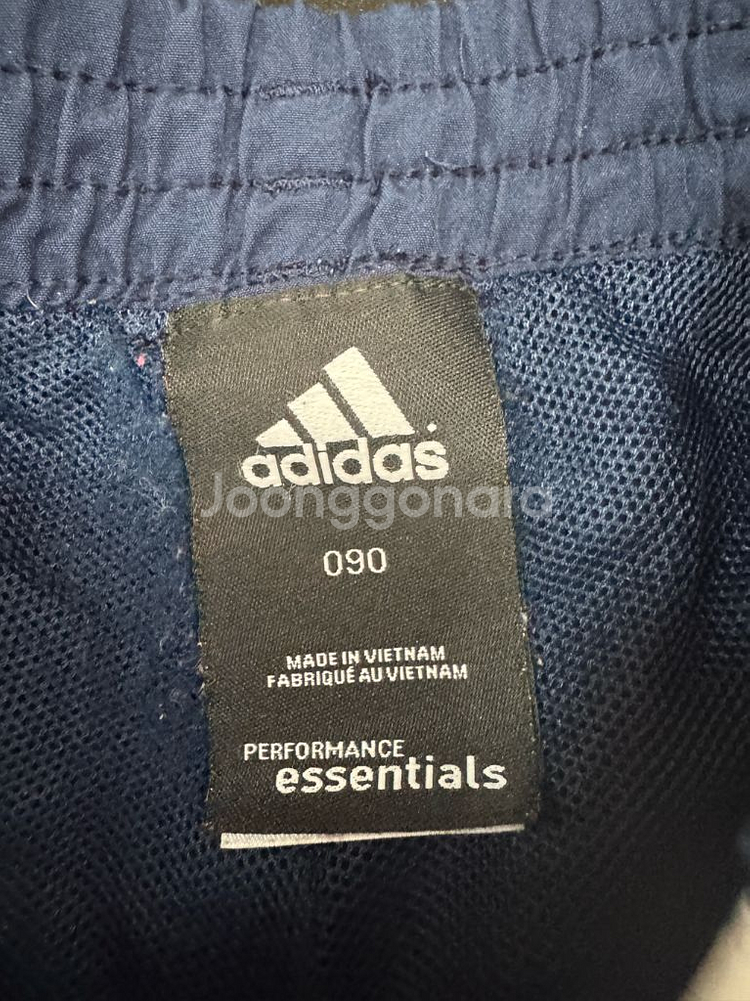 adidas
Joonggonara
090
MADE IN VIETNAM
FABRIQUÉ AU VIETNAM
PERFORMANCE
essentials